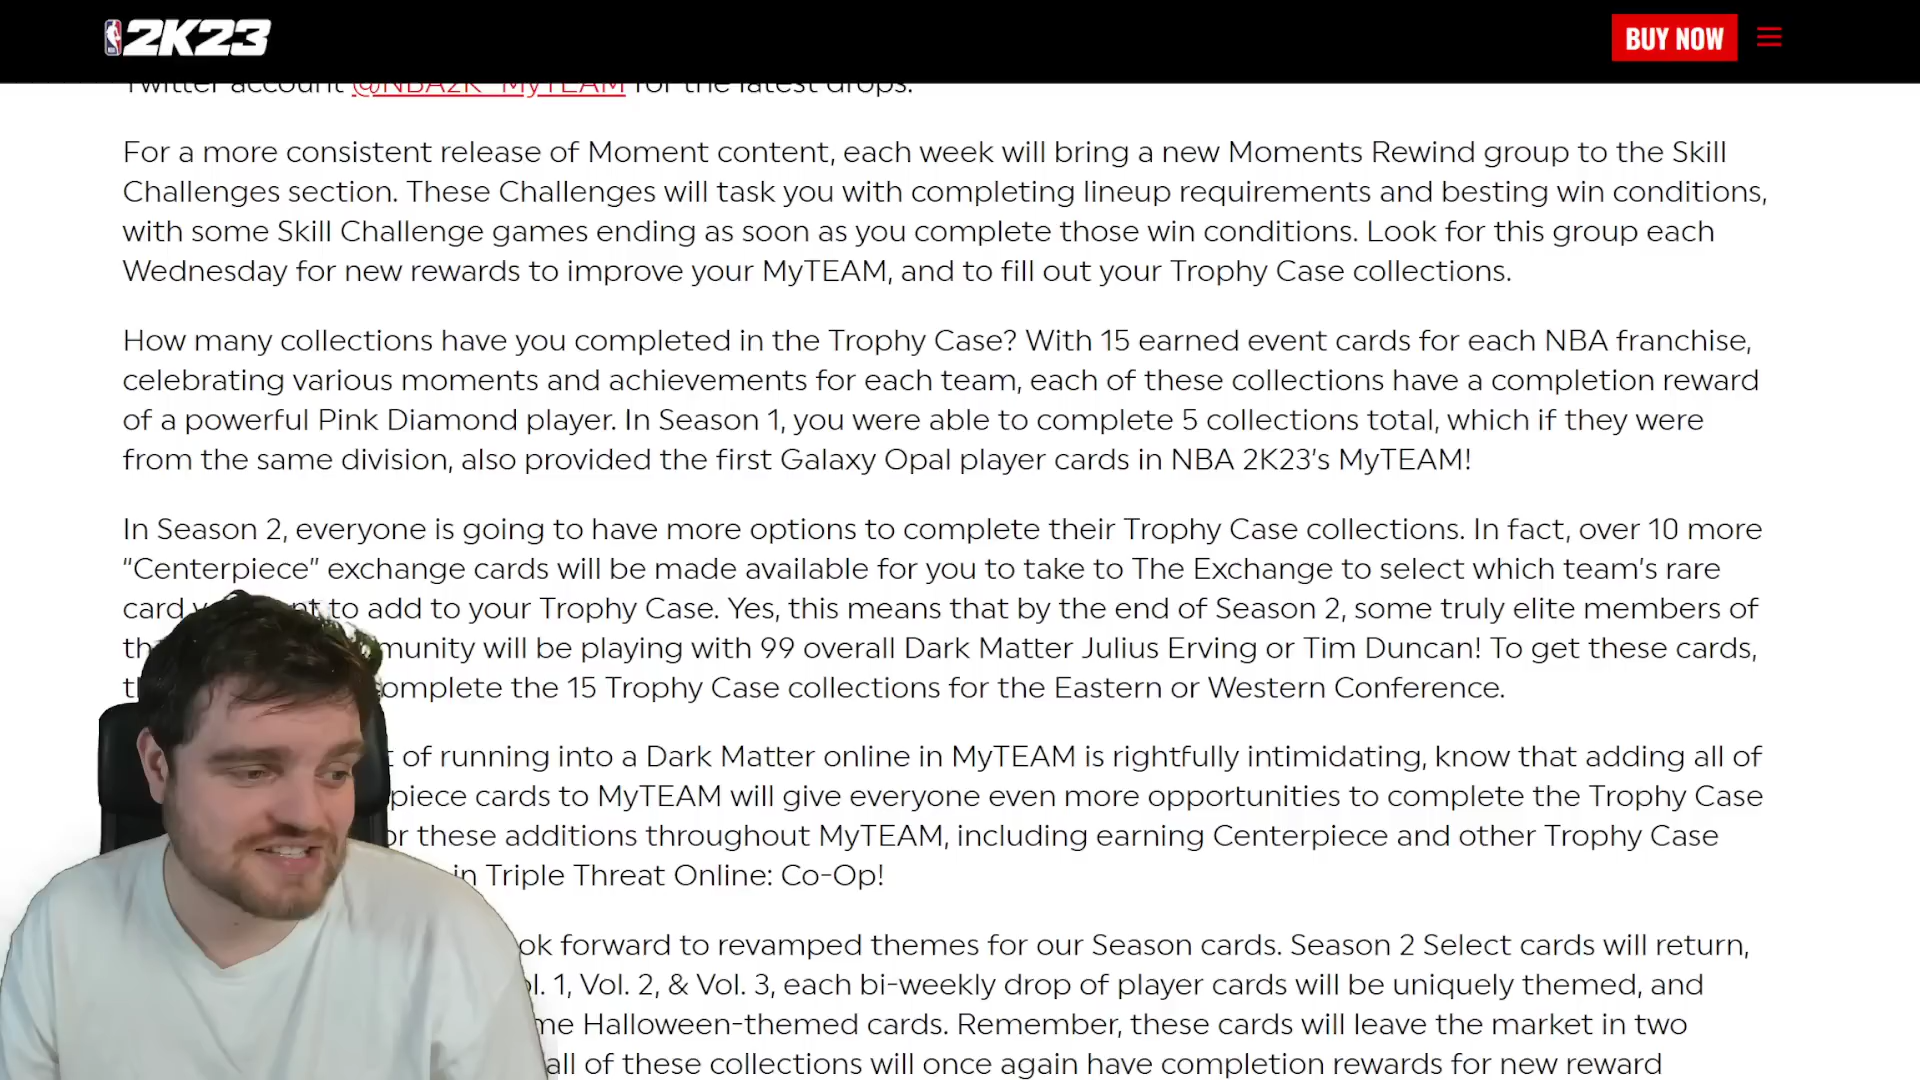 2K23
BUY NOW
Twitter account @NBA2K_MyTEAM for the latest drops.
For a more consistent release of Moment content, each week will bring a new Moments Rewind group to the Skill
Challenges section. These Challenges will task you with completing lineup requirements and besting win conditions,
with some Skill Challenge games ending as soon as you complete those win conditions. Look for this group each
Wednesday for new rewards to improve your MyTEAM, and to fill out your Trophy Case collections.
How many collections have you completed in the Trophy Case? With 15 earned event cards for each NBA franchise,
celebrating various moments and achievements for each team, each of these collections have a completion reward
of a powerful Pink Diamond player. In Season 1, you were able to complete 5 collections total, which if they were
from the same division, also provided the first Galaxy Opal player cards in NBA 2K23’s MyTEAM!
In Season 2, everyone is going to have more options to complete their Trophy Case collections. In fact, over 10 more
“Centerpiece” exchange cards will be made available for you to take to The Exchange to select which team’s rare
card to add to your Trophy Case. Yes, this means that by the end of Season 2, some truly elite members of
munity will be playing with 99 overall Dark Matter Julius Erving or Tim Duncan! To get these cards,
omplete the 15 Trophy Case collections for the Eastern or Western Conference.
of running into a Dark Matter online in MyTEAM is rightfully intimidating, know that adding all of
piece cards to MyTEAM will give everyone even more opportunities to complete the Trophy Case
or these additions throughout MyTEAM, including earning Centerpiece and other Trophy Case
in Triple Threat Online: Co-Op!
ok forward to revamped themes for our Season cards. Season 2 Select cards will return,
l. 1, Vol. 2, & Vol. 3, each bi-weekly drop of player cards will be uniquely themed, and
me Halloween-themed cards. Remember, these cards will leave the market in two
all of these collections will once again have completion rewards for new reward